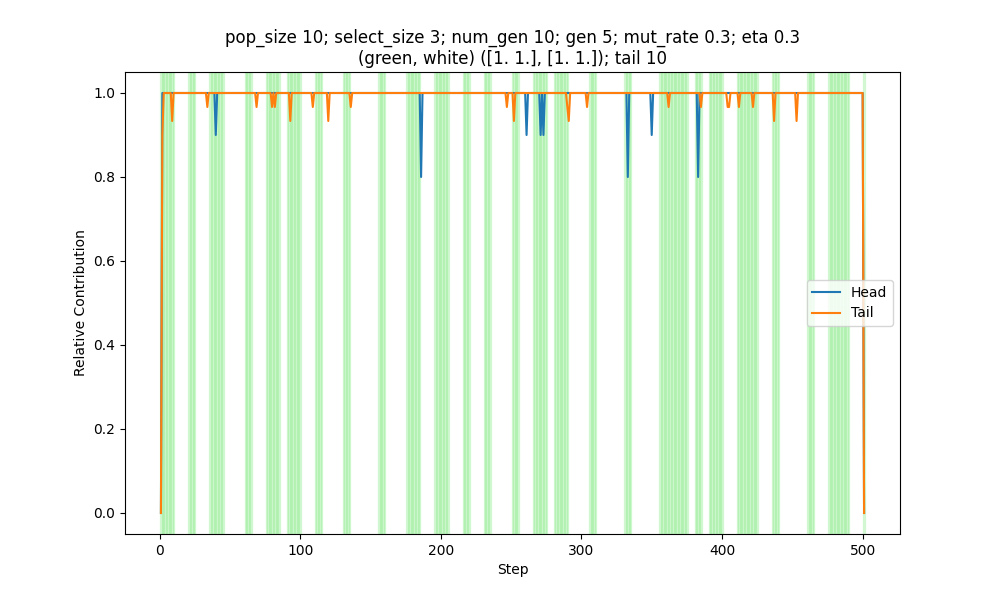 pop_size 10; select_size 3; num_gen 10; gen 5; mut_rate 0.3; eta 0.3
(green, white) ([1. 1.], [1. 1.]); tail 10
Relative Contribution
1.0
0.8
0.6
0.4
0.2
0.0
Head
Tail
0
100
200
300
400
500
Step